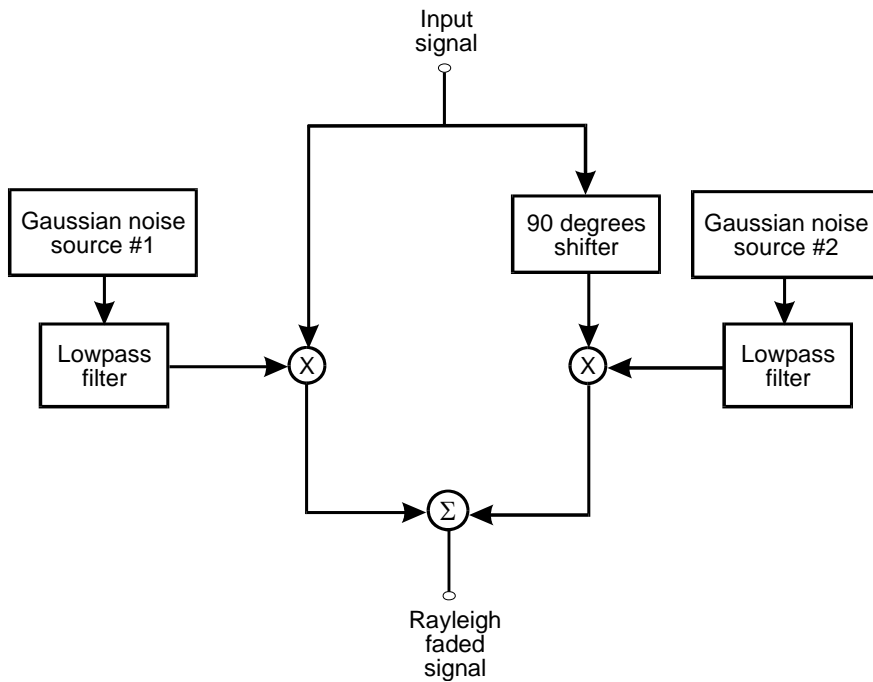 Input
signal
Gaussian noise
source #1
90 degrees
shifter
Gaussian noise
source #2
Lowpass
filter
X
X
Lowpass
filter
Σ
Rayleigh
faded
signal